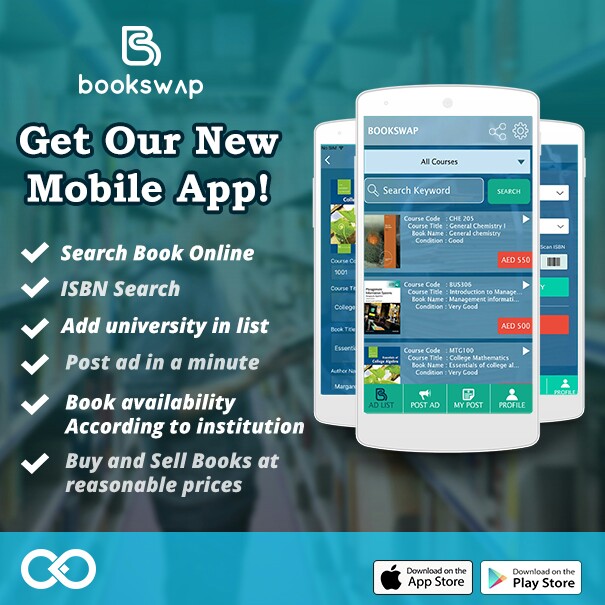 bookswap
Get Our New
Mobile App!
Search Book Online
ISBN Search
Add university in list
Post ad in a minute
Book availability
According to institution
Buy and Sell Books at
reasonable prices
BOOKSWAP
All Courses
Search Keyword
SEARCH
Course Code : CHE 205
Course Title : General Chemistry I
Book Name : General chemistry
Condition : Good
AED 550
Course Code : BUS306
Course Title : Introduction to Manage...
Book Name : Management informati...
Condition : Very Good
AED 500
Course Code : MTG100
Course Title : College Mathematics
Book Name : Essentials of college al...
Condition : Very Good
AD LIST
POST AD
MY POST
PROFILE
1001
College
Book Title
Essenti
Author Na
Margare
Scan ISBN
PROFILE
Download on the
App Store
Download on the
Play Store